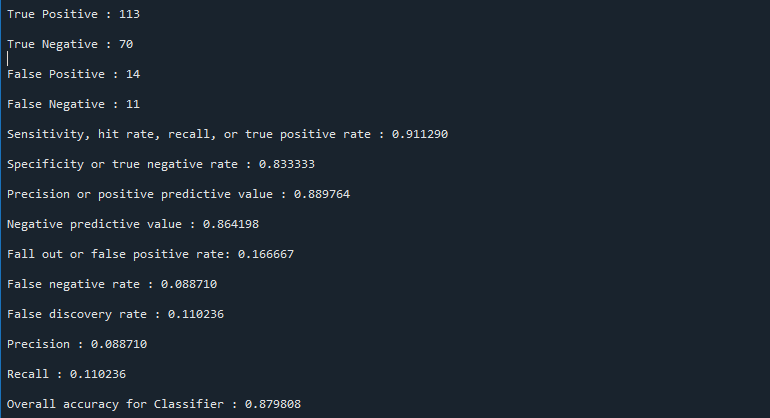 True Positive : 113
True Negative : 70
False Positive : 14
False Negative : 11
Sensitivity, hit rate, recall, or true positive rate : 0.911290
Specificity or true negative rate : 0.833333
Precision or positive predictive value : 0.889764
Negative predictive value : 0.864198
Fall out or false positive rate: 0.166667
False negative rate : 0.088710
False discovery rate : 0.110236
Precision : 0.088710
Recall : 0.110236
Overall accuracy for Classifier : 0.879808